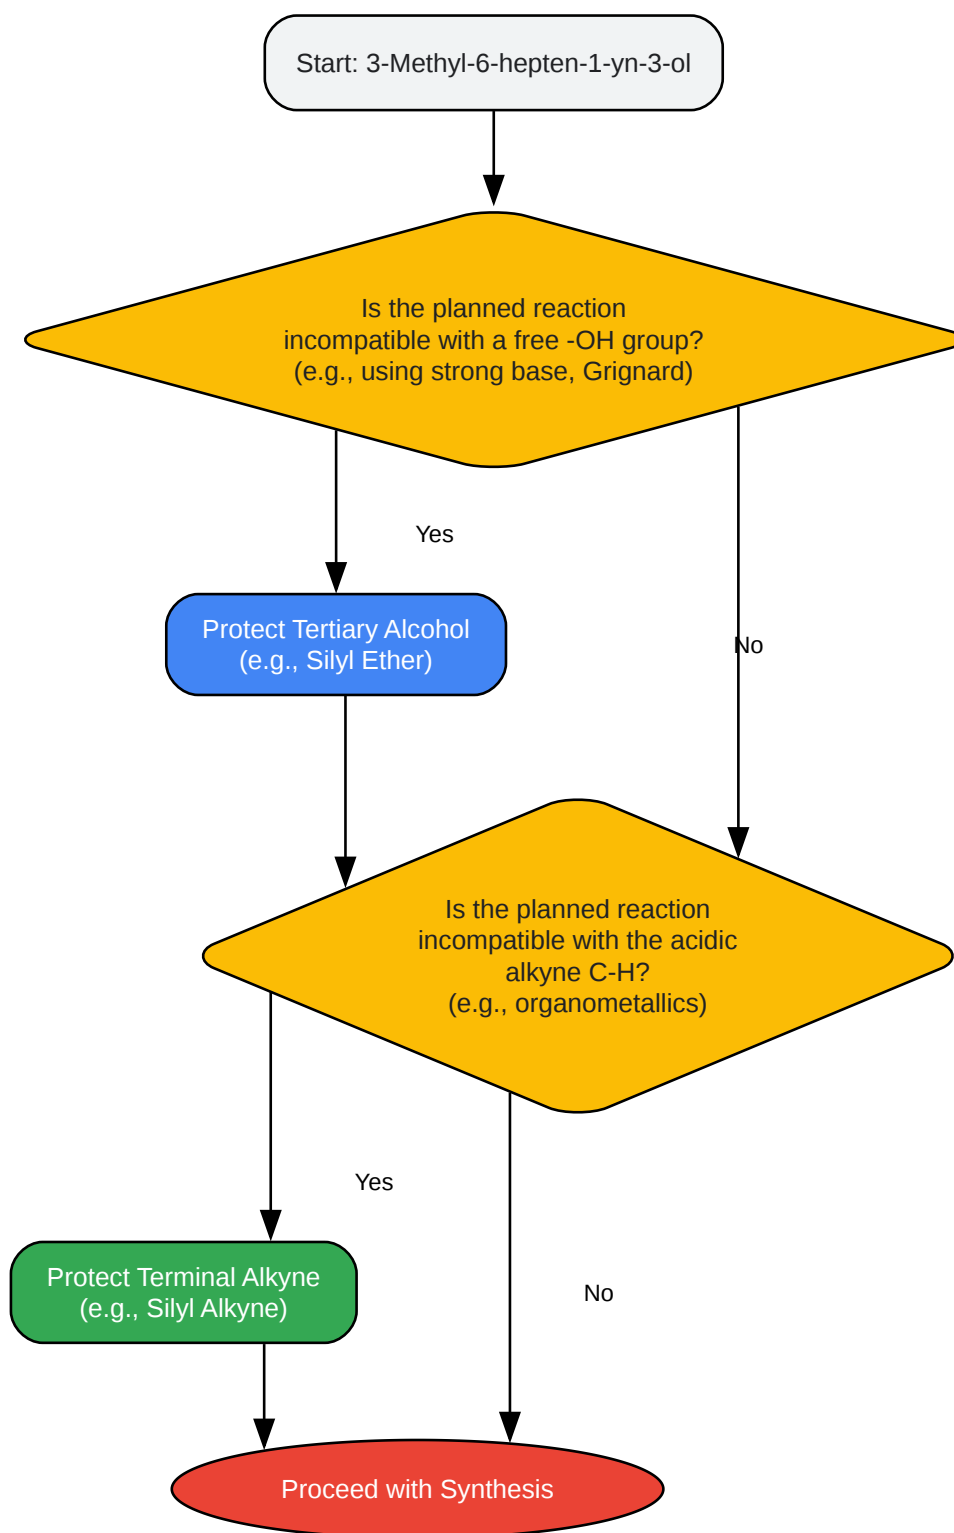 Start: 3-Methyl-6-hepten-1-yn-3-ol
Is the planned reaction
incompatible with a free -OH group?
(e.g., using strong base, Grignard)
Yes
Protect Tertiary Alcohol
(e.g., Silyl Ether)
No
Is the planned reaction
incompatible with the acidic
alkyne C-H?
(e.g., organometallics)
Yes
Protect Terminal Alkyne
(e.g., Silyl Alkyne)
No
Proceed with Synthesis